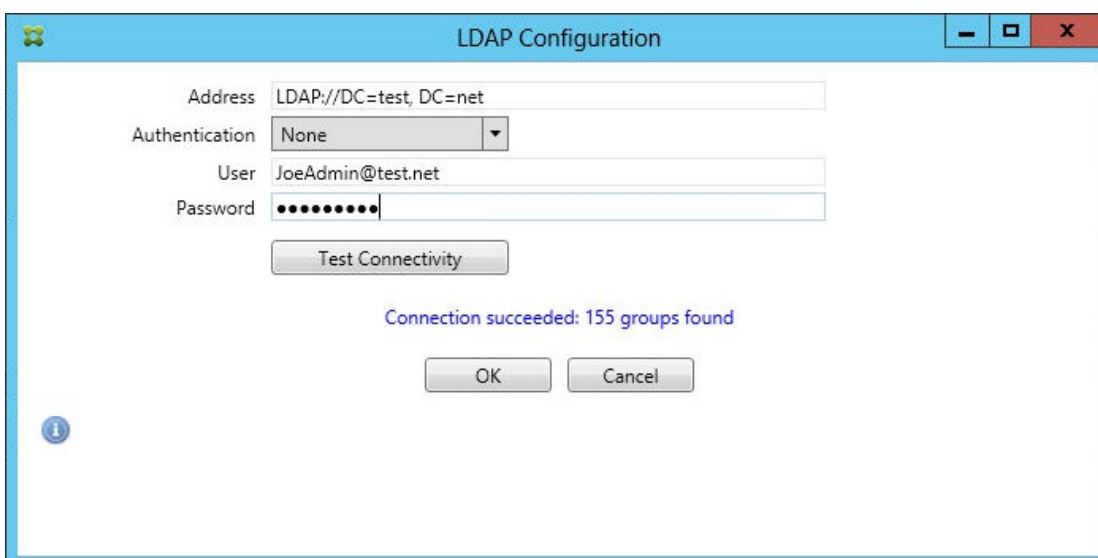 LDAP Configuration
Address LDAP://DC=test, DC=net
Authentication None
User JoeAdmin@test.net
Password •••••••••
Test Connectivity
Connection succeeded: 155 groups found
OK Cancel